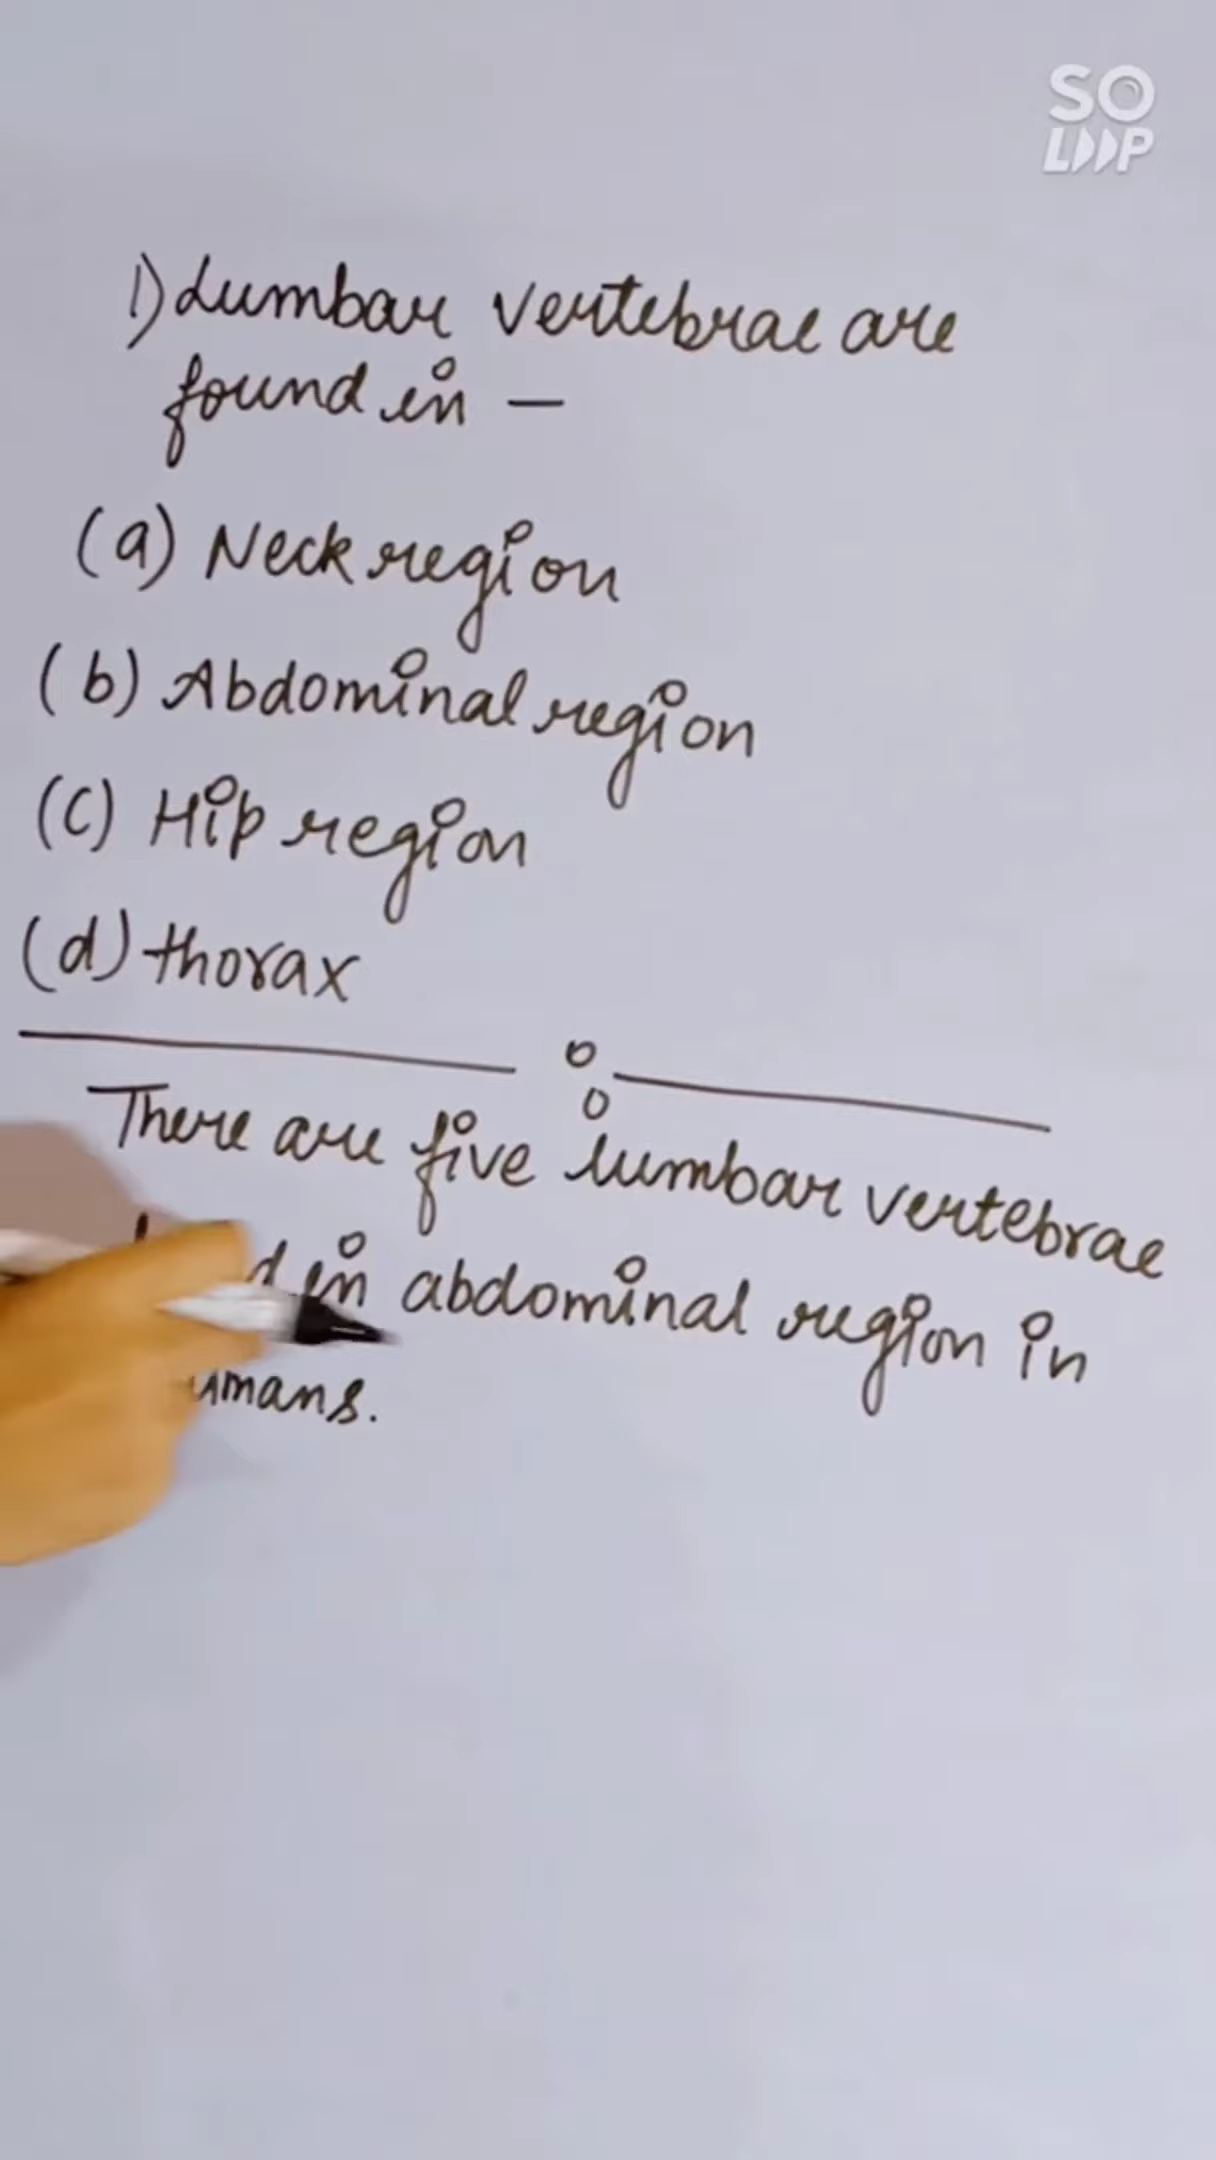 SO
LOOP
1) Lumbar vertebrae are
found in —
(a) Neck region
(b) Abdominal region
(c) Hip region
(d) thorax
There are five lumbar vertebrae
in abdominal region in
umans.